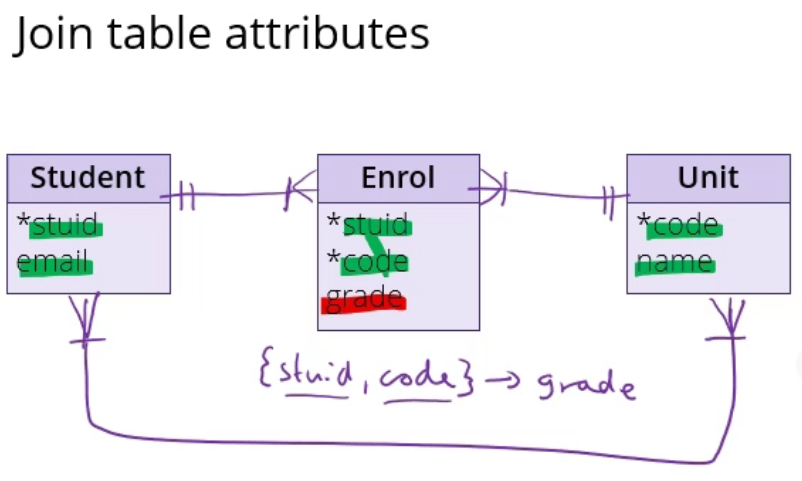 Join table attributes
Student
*stuid
email
Enrol
*stuid
*code
grade
Unit
*code
name
{stuid, code} → grade